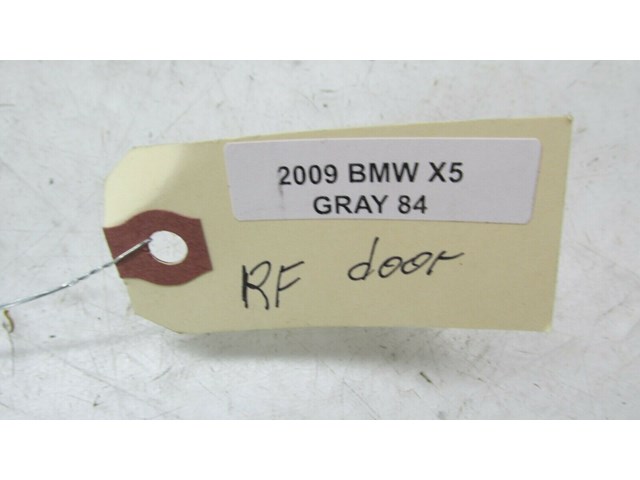 2009 BMW X5
GRAY 84
RF door